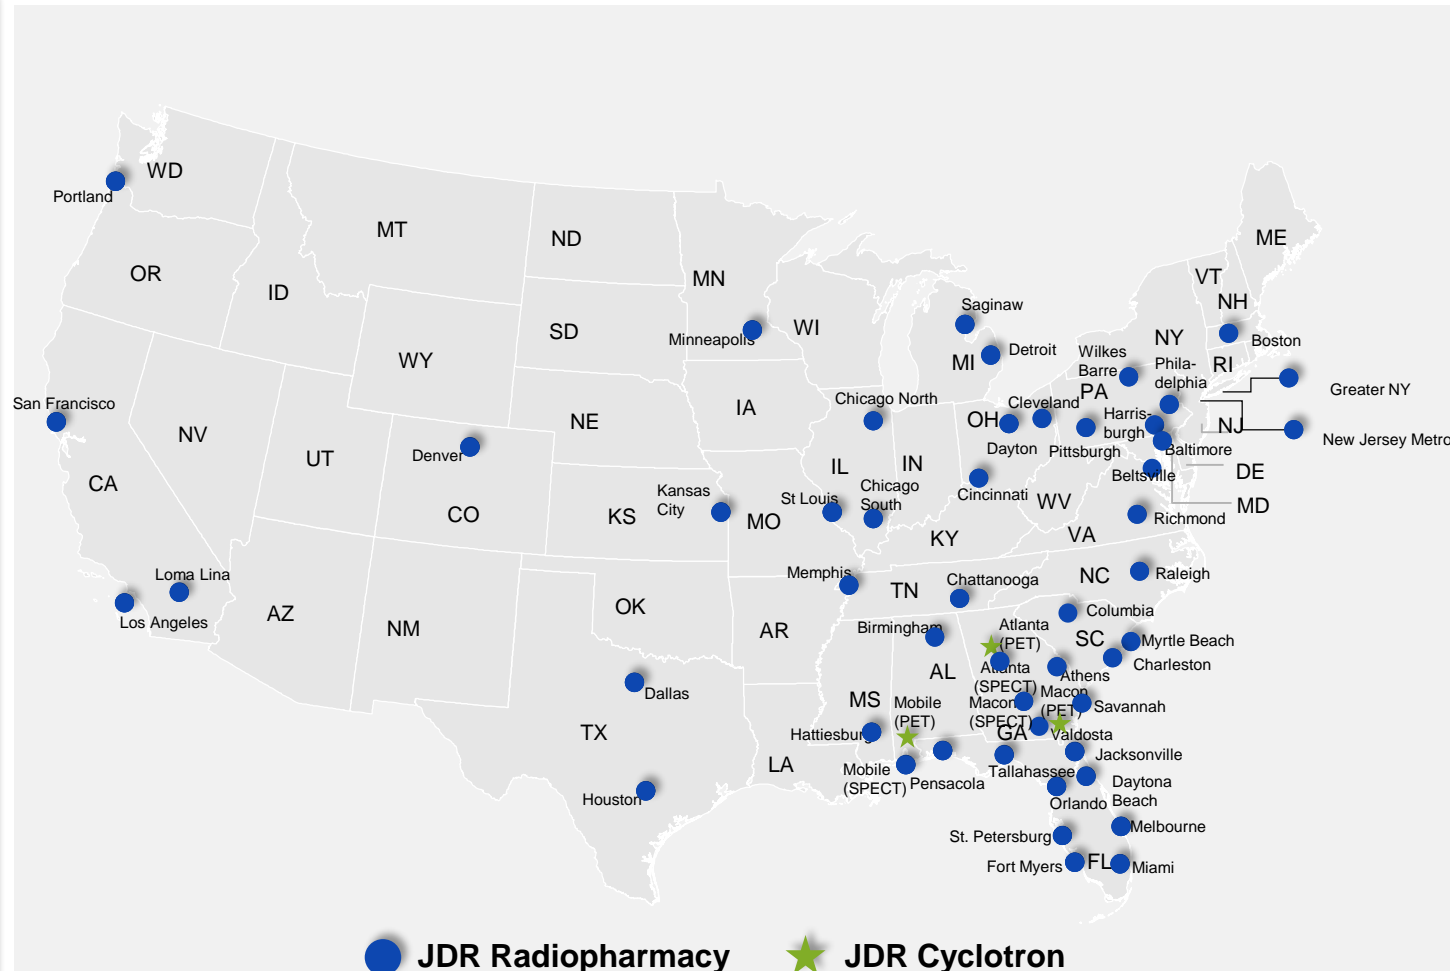 ME
WD
Portland
MT
ND
OR
VT
MN
ID
NH
Saginaw
SD
WI
NY
Minneapolis
Boston
Detroit
Wilkes
Barre
WY
MI
RI
Phila-
delphia
Greater NY
PA
San Francisco
Chicago North
Cleveland
IA
NE
OH
Harris-
burgh
NJ
NV
New Jersey Metro
Dayton
Pittsburgh
Baltimore
Denver
UT
IL
IN
DE
Beltsville
CA
Chicago
South
Kansas
City
St Louis
Cincinnati
WV
MD
CO
KS
MO
Richmond
KY
VA
Loma Lina
Memphis
Chattanooga
NC
Raleigh
TN
AZ
OK
Columbia
Los Angeles
NM
AR
Birmingham
Atlanta
(PET)
SC
Myrtle Beach
Atlanta
(SPECT)
AL
Athens
Charleston
Dallas
MS
Mobile
(PET)
Macon
(SPECT)
Macon
(PET)
Savannah
TX
Hattiesburg
GA
Valdosta
LA
Jacksonville
Mobile
(SPECT)
Pensacola
Tallahassee
Daytona
Beach
Houston
Orlando
Melbourne
St. Petersburg
Fort Myers
FL
Miami
JDR Radiopharmacy
JDR Cyclotron